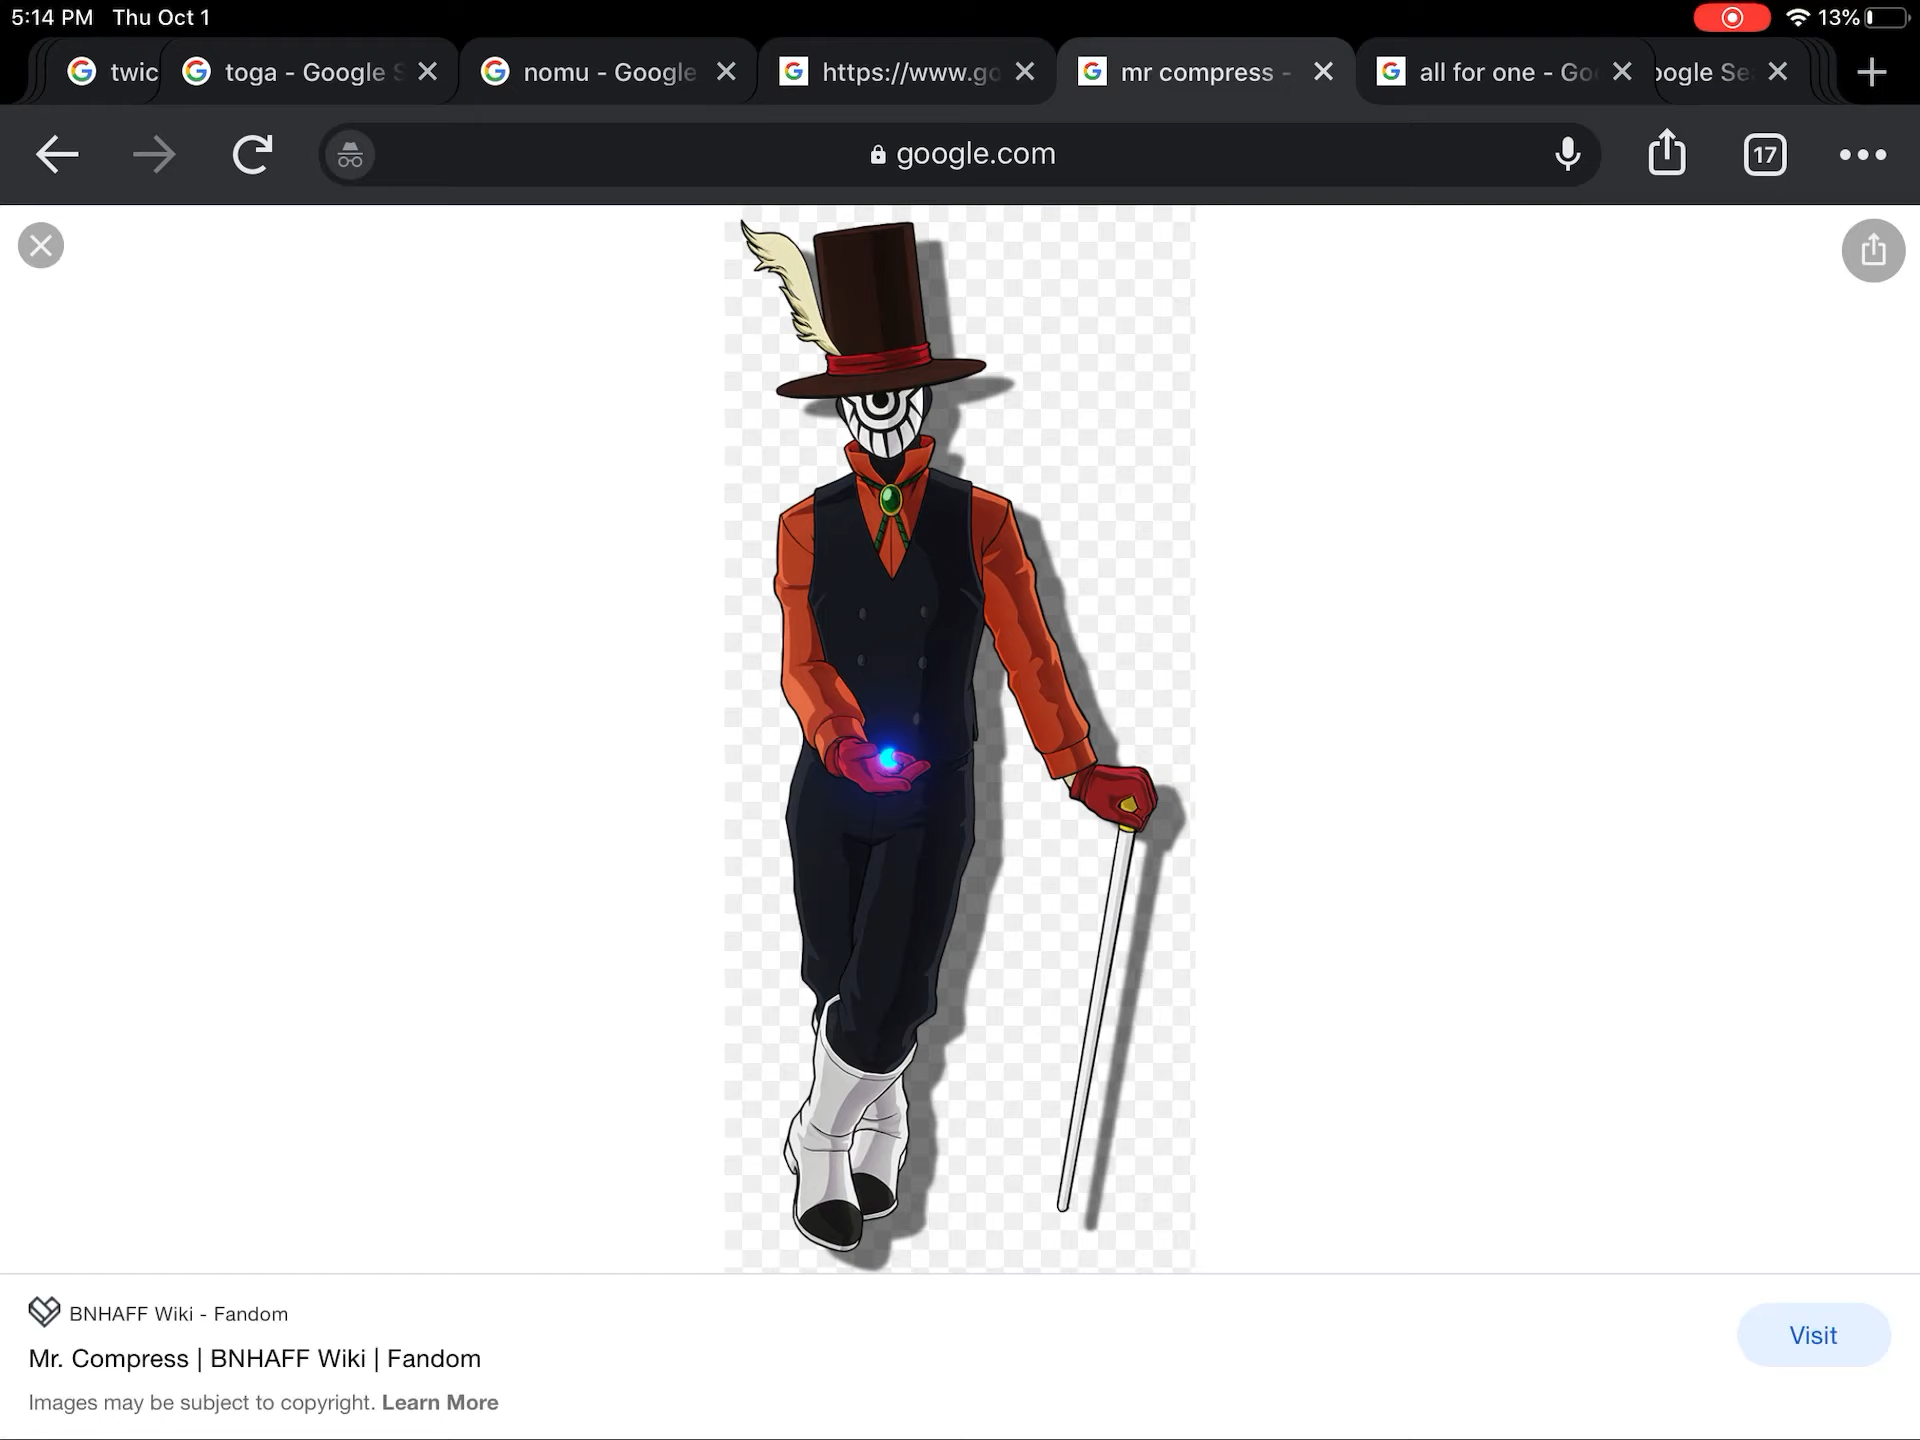 5:14 PM Thu Oct 1
13%
twic
toga - Google S
nomu - Google
https://www.go
mr compress -
all for one - Goo
oogle Se
google.com
17
BNHAFF Wiki - Fandom
Mr. Compress | BNHAFF Wiki | Fandom
Images may be subject to copyright. Learn More
Visit